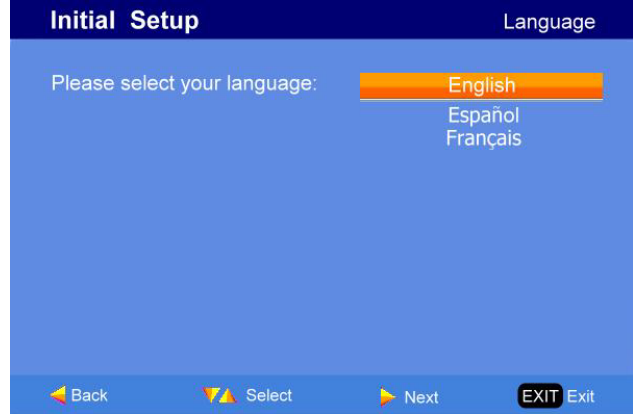 Initial Setup Language
Please select your language: English
Español
Français
Back Select Next EXIT Exit